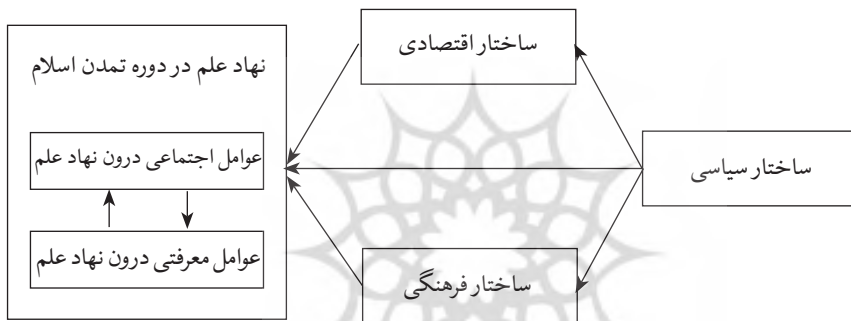 ساختار سیاسی
ساختار اقتصادی
ساختار فرهنگی
نهاد علم در دوره تمدن اسلام
عوامل اجتماعی درون نهاد علم
عوامل معرفتی درون نهاد علم